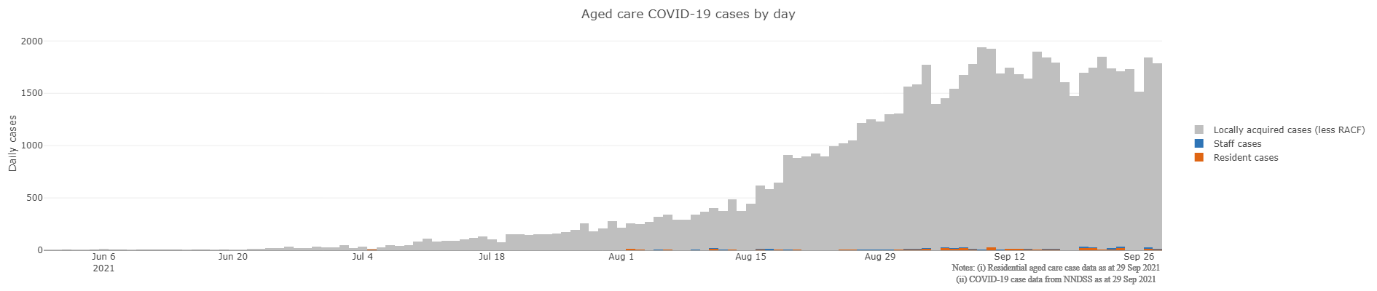 Aged care COVID-19 cases by day
Daily cases
2000
1500
1000
500
0
Jun 6
2021
Jun 20
Jul 4
Jul 18
Aug 1
Aug 15
Aug 29
Sep 12
Sep 26
Locally acquired cases (less RACF)
Staff cases
Resident cases
Notes: (i) Residential aged care case data as at 29 Sep 2021
(ii) COVID-19 case data from NNDSS as at 29 Sep 2021